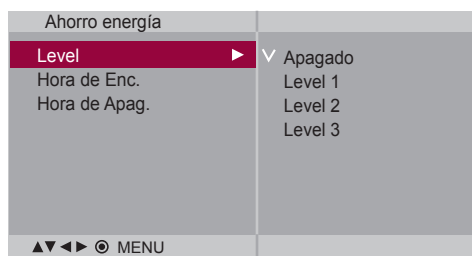 Ahorro energía
Level
Hora de Enc.
Hora de Apag.
Apagado
Level 1
Level 2
Level 3
MENU